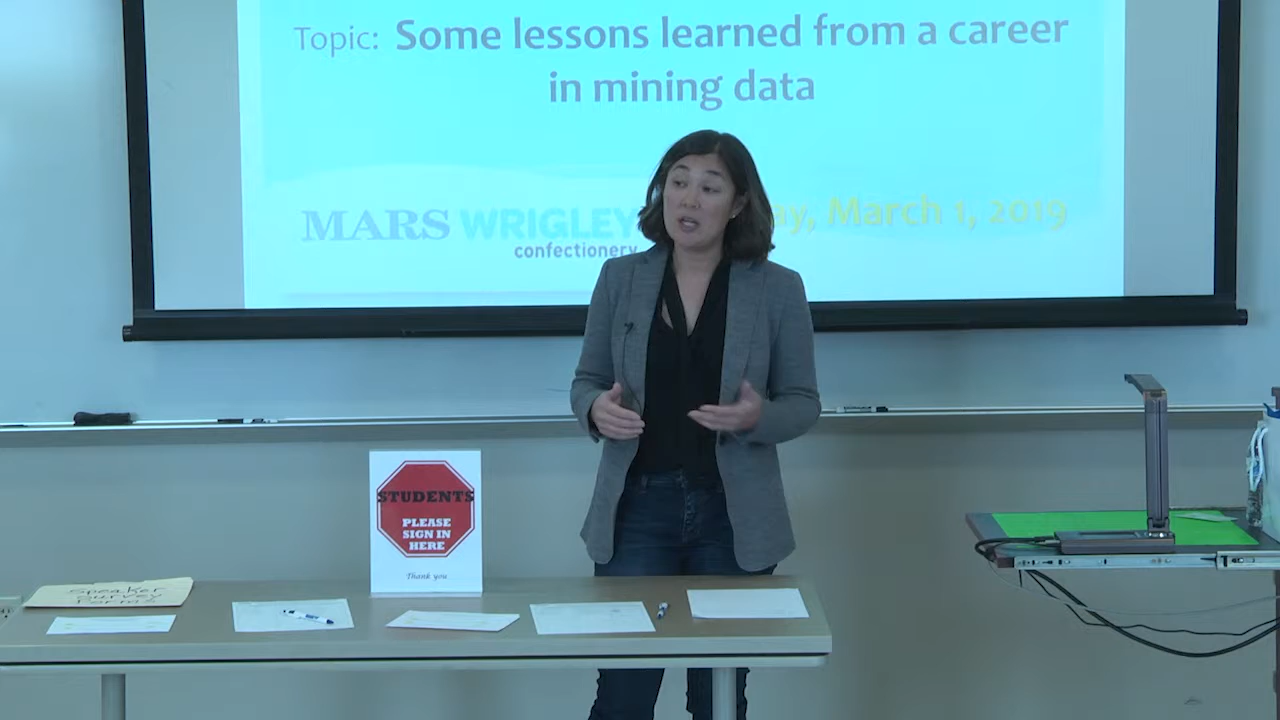 Topic: Some lessons learned from a career
in mining data
MARS WRIGLEY
confectionery
March 1, 2019
STUDENTS
PLEASE
SIGN IN
HERE
Thank you
Speaker
Survey
Forms